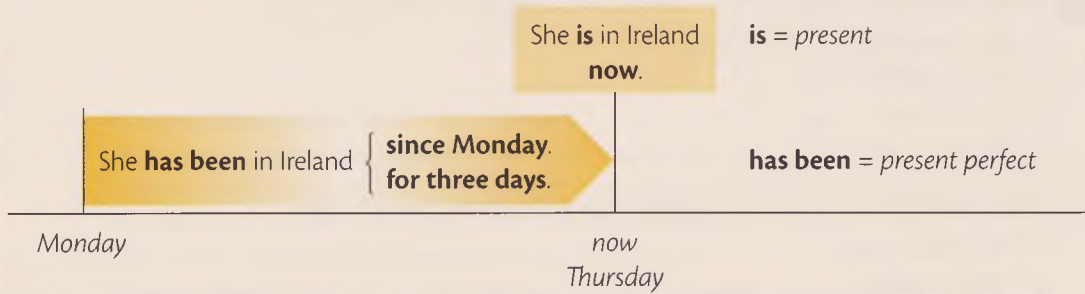 She is in Ireland
now.
is = present
She has been in Ireland { since Monday.
for three days.
has been = present perfect
Monday
now
Thursday